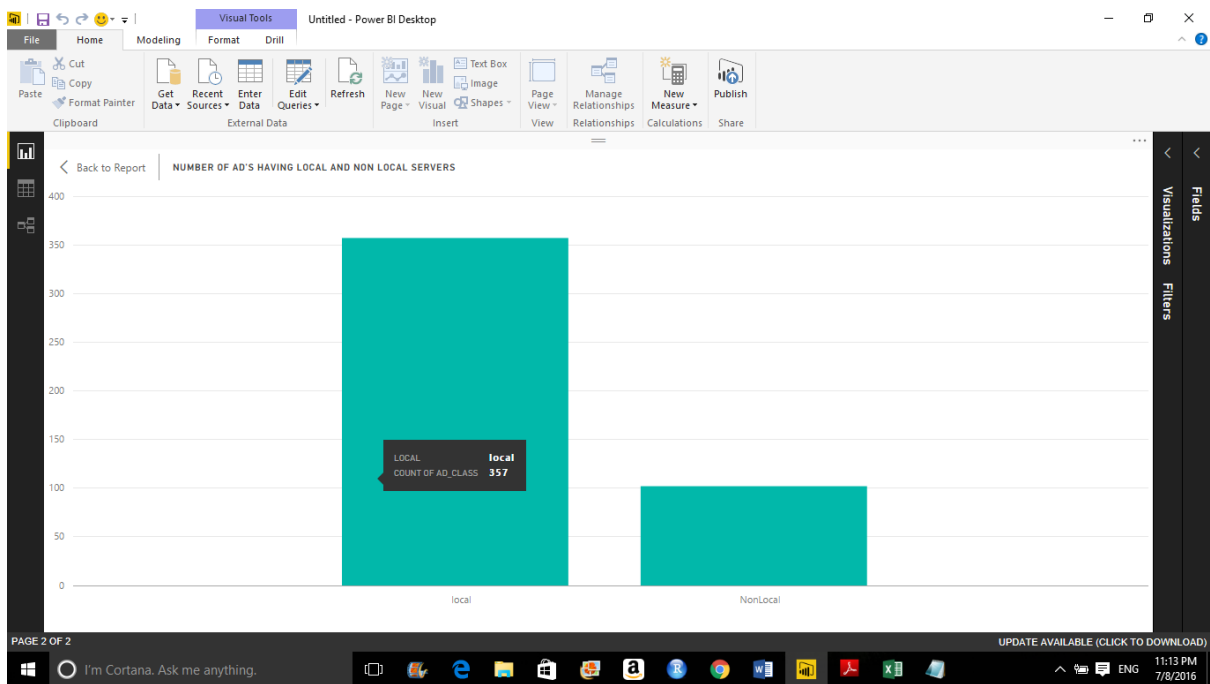 Visual Tools
Untitled - Power BI Desktop
File Home Modeling Format Drill
Paste
Cut
Copy
Format Painter
Clipboard
Get Data
Recent Sources
Enter Data
Edit Queries
External Data
Refresh
New Page
New Visual
Text Box
Image
Shapes
Insert
Page View
View
Manage Relationships
Relationships
New Measure
Calculations
Publish
Share
Back to Report
NUMBER OF AD'S HAVING LOCAL AND NON LOCAL SERVERS
400
350
300
250
200
150
100
50
0
LOCAL local
COUNT OF AD_CLASS 357
local NonLocal
Visualizations
Filters
Fields
PAGE 2 OF 2
UPDATE AVAILABLE (CLICK TO DOWNLOAD)
I'm Cortana. Ask me anything.
ENG
11:13 PM
7/8/2016